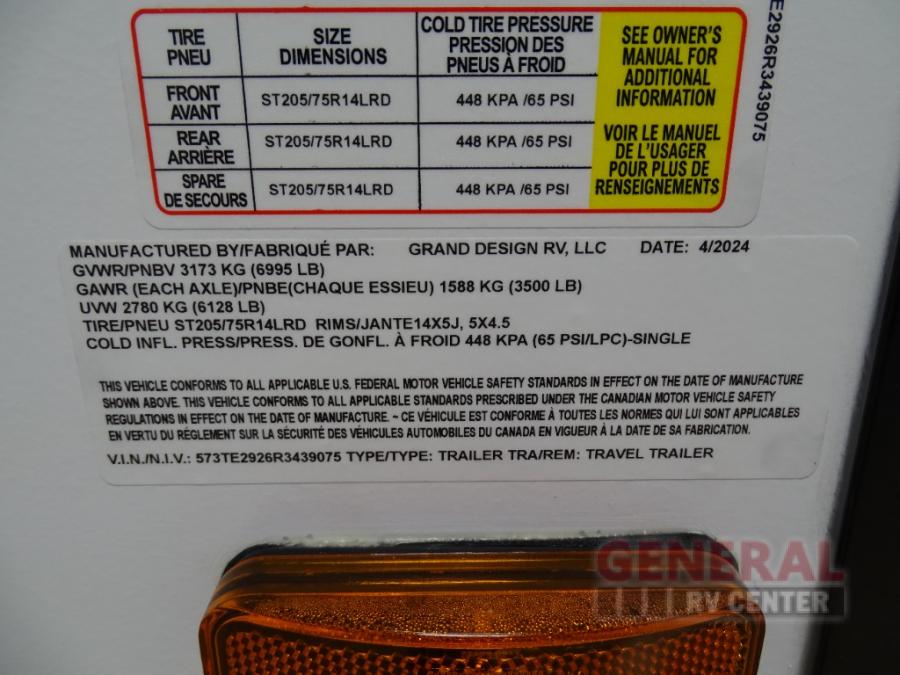 TIRE PNEU SIZE DIMENSIONS COLD TIRE PRESSURE PRESSION DES PNEUS À FROID
FRONT AVANT ST205/75R14LRD 448 KPA /65 PSI
REAR ARRIÈRE ST205/75R14LRD 448 KPA /65 PSI
SPARE DE SECOURS ST205/75R14LRD 448 KPA /65 PSI
SEE OWNER'S
MANUAL FOR
ADDITIONAL
INFORMATION
VOIR LE MANUEL
DE L'USAGER
POUR PLUS DE
RENSEIGNEMENTS
E2926R3439075
MANUFACTURED BY/FABRIQUÉ PAR: GRAND DESIGN RV, LLC DATE: 4/2024
GVWR/PNBV 3173 KG (6995 LB)
GAWR (EACH AXLE)/PNBE(CHAQUE ESSIEU) 1588 KG (3500 LB)
UVW 2780 KG (6128 LB)
TIRE/PNEU ST205/75R14LRD RIMS/JANTE14X5J, 5X4.5
COLD INFL. PRESS/PRESS. DE GONFL. À FROID 448 KPA (65 PSI/LPC)-SINGLE
THIS VEHICLE CONFORMS TO ALL APPLICABLE U.S. FEDERAL MOTOR VEHICLE SAFETY STANDARDS IN EFFECT ON THE DATE OF MANUFACTURE
SHOWN ABOVE. THIS VEHICLE CONFORMS TO ALL APPLICABLE STANDARDS PRESCRIBED UNDER THE CANADIAN MOTOR VEHICLE SAFETY
REGULATIONS IN EFFECT ON THE DATE OF MANUFACTURE. ~ CE VÉHICULE EST CONFORME À TOUTES LES NORMES QUI LUI SONT APPLICABLES
EN VERTU DU RÉGLEMENT SUR LA SÉCURITÉ DES VÉHICULES AUTOMOBILES DU CANADA EN VIGUEUR À LA DATE DE SA FABRICATION.
V.I.N./N.I.V.: 573TE2926R3439075 TYPE/TYPE: TRAILER TRA/REM: TRAVEL TRAILER
GENERAL
RV CENTER